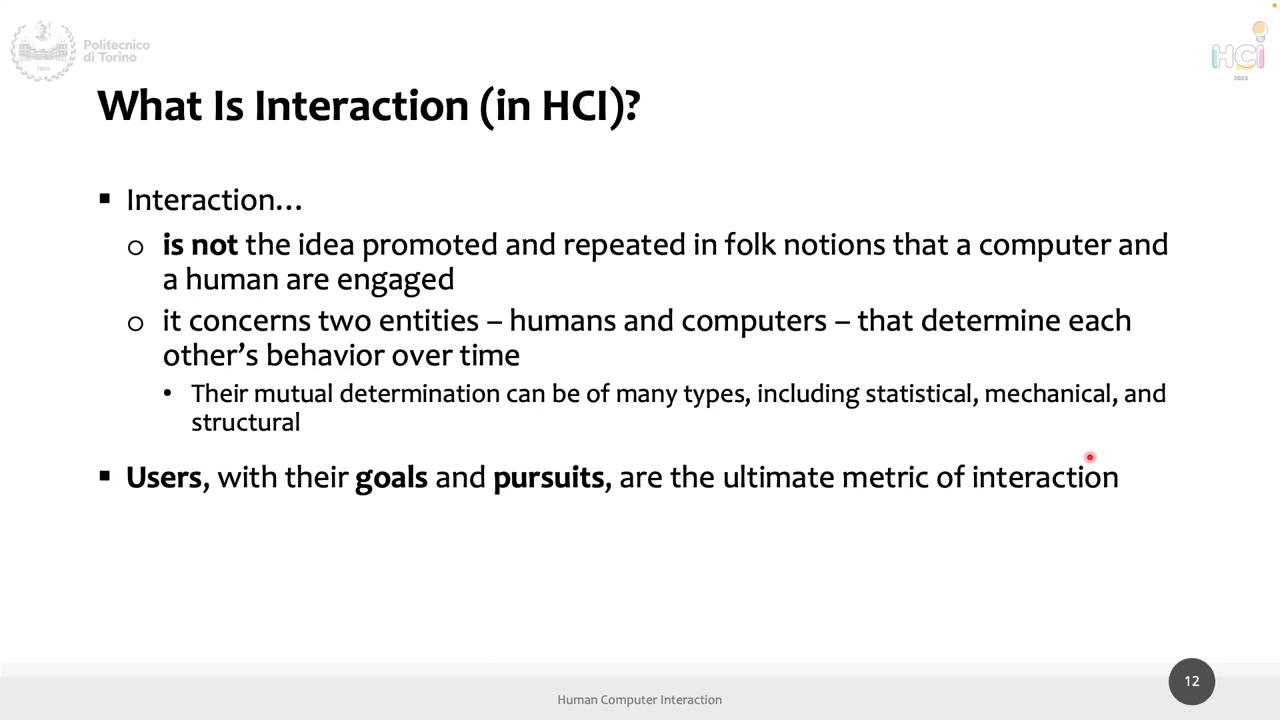 Politecnico
di Torino
1859
HCI
2023
What Is Interaction (in HCI)?
Interaction…
is not the idea promoted and repeated in folk notions that a computer and
a human are engaged
it concerns two entities – humans and computers – that determine each
other’s behavior over time
Their mutual determination can be of many types, including statistical, mechanical, and
structural
Users, with their goals and pursuits, are the ultimate metric of interaction
12
Human Computer Interaction